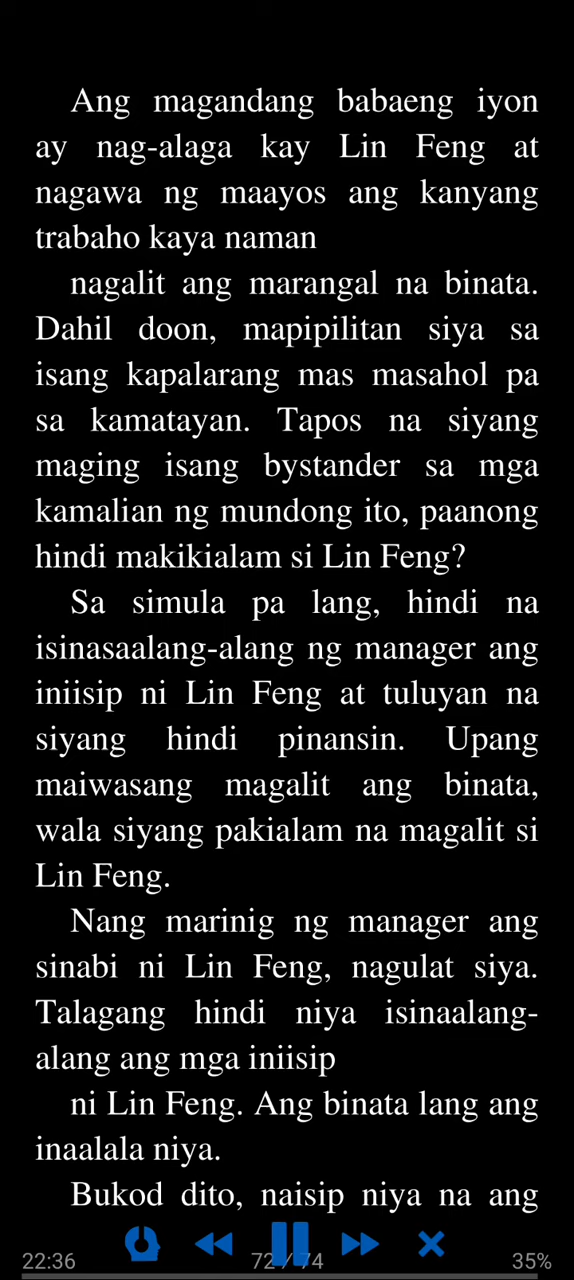 Ang magandang babaeng iyon
ay nag-alaga kay Lin Feng at
nagawa ng maayos ang kanyang
trabaho kaya naman
nagalit ang marangal na binata.
Dahil doon, mapipilitan siya sa
isang kapalarang mas masahol pa
sa kamatayan. Tapos na siyang
maging isang bystander sa mga
kamalian ng mundong ito, paanong
hindi makikialam si Lin Feng?
Sa simula pa lang, hindi na
isinasaalang-alang ng manager ang
iniisip ni Lin Feng at tuluyan na
siyang hindi pinansin. Upang
maiwasang magalit ang binata,
wala siyang pakialam na magalit si
Lin Feng.
Nang marinig ng manager ang
sinabi ni Lin Feng, nagulat siya.
Talagang hindi niya isinaalang-
alang ang mga iniisip
ni Lin Feng. Ang binata lang ang
inaalala niya.
Bukod dito, naisip niya na ang
22:36 72 / 74 35%